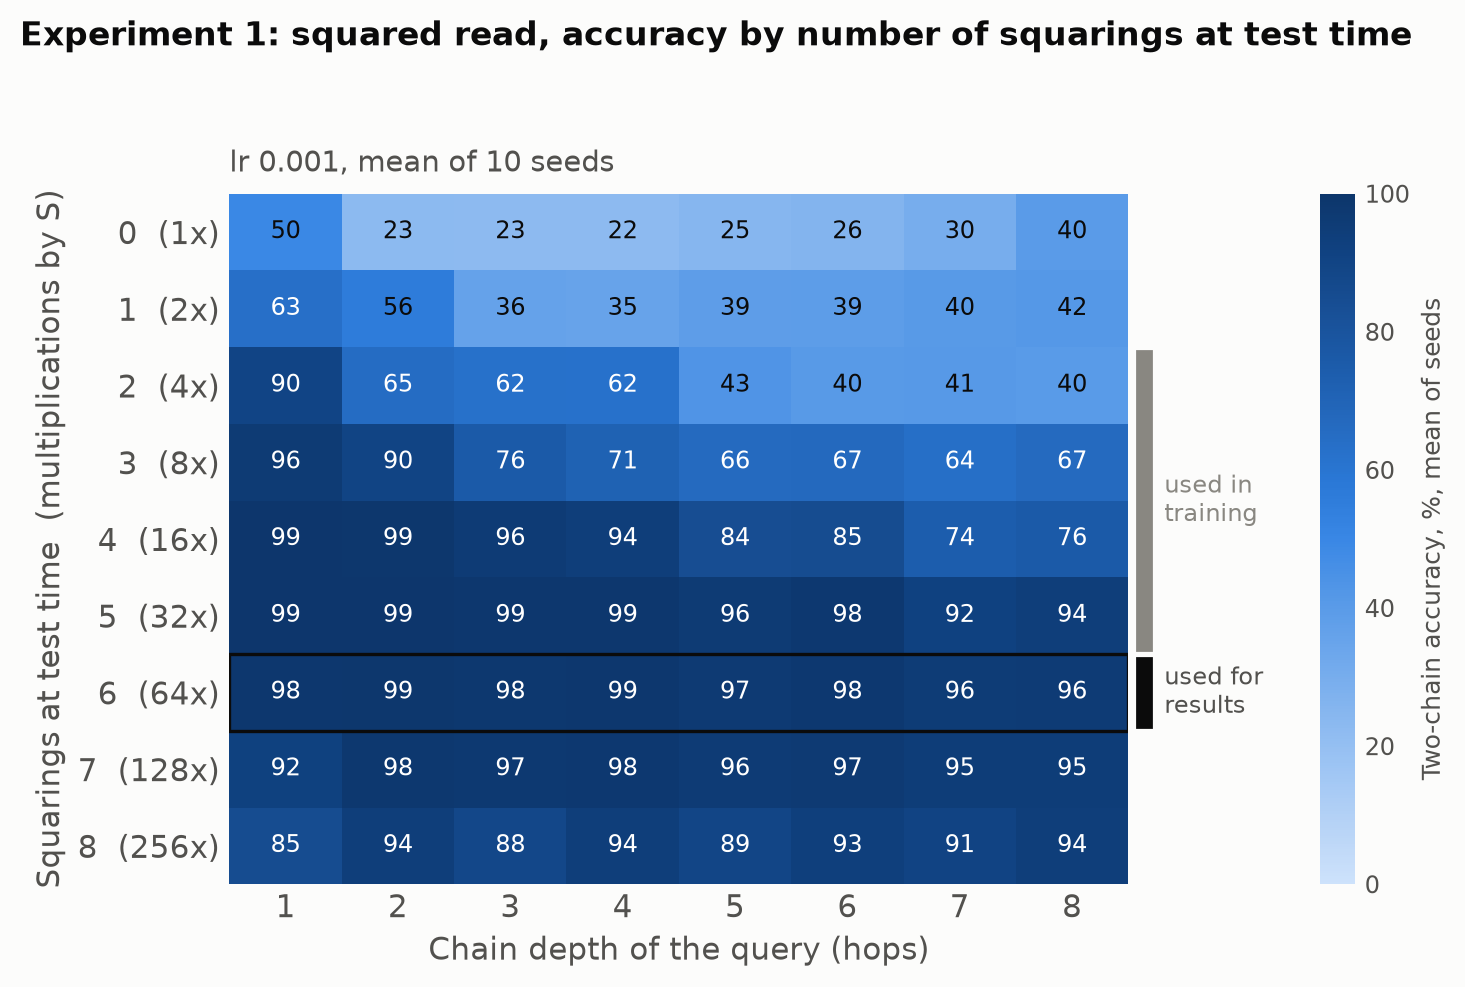 Experiment 1: squared read, accuracy by number of squarings at test time
lr 0.001, mean of 10 seeds
Squarings at test time  (multiplications by S)
0  (1x) 50 23 23 22 25 26 30 40
1  (2x) 63 56 36 35 39 39 40 42
2  (4x) 90 65 62 62 43 40 41 40
3  (8x) 96 90 76 71 66 67 64 67
4  (16x) 99 99 96 94 84 85 74 76
5  (32x) 99 99 99 99 96 98 92 94
6  (64x) 98 99 98 99 97 98 96 96
7  (128x) 92 98 97 98 96 97 95 95
8  (256x) 85 94 88 94 89 93 91 94
1 2 3 4 5 6 7 8
Chain depth of the query (hops)
used in
training
used for
results
100
80
60
40
20
0
Two-chain accuracy, %, mean of seeds